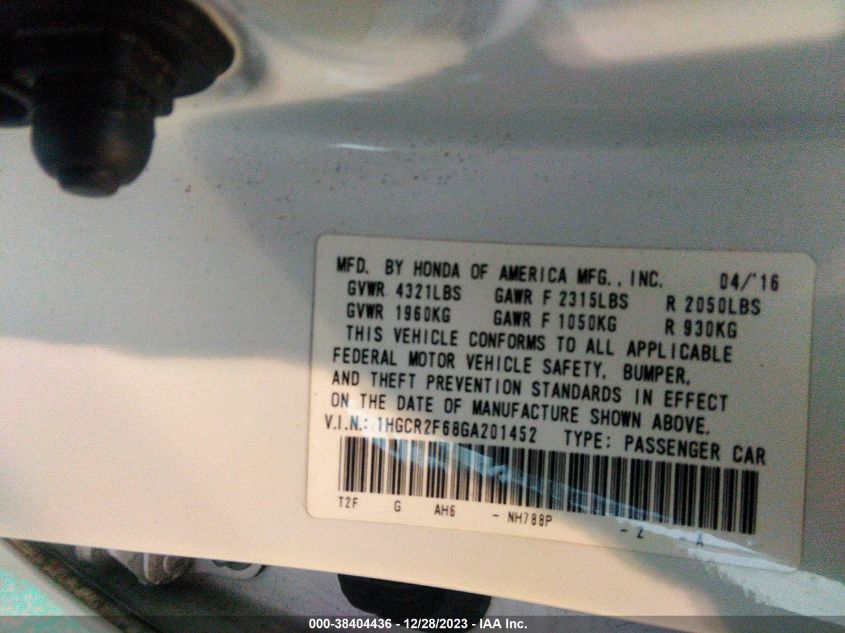 MFD. BY HONDA OF AMERICA MFG., INC. 04/'16
GVWR 4321LBS GAWR F 2315LBS R 2050LBS
GVWR 1960KG GAWR F 1050KG R 930KG
THIS VEHICLE CONFORMS TO ALL APPLICABLE
FEDERAL MOTOR VEHICLE SAFETY, BUMPER,
AND THEFT PREVENTION STANDARDS IN EFFECT
ON THE DATE OF MANUFACTURE SHOWN ABOVE.
V.I.N.: 1HGCR2F68GA201452 TYPE: PASSENGER CAR
T2F G AH6 - NH788P - Z - A
000-38404436 - 12/28/2023 - IAA Inc.